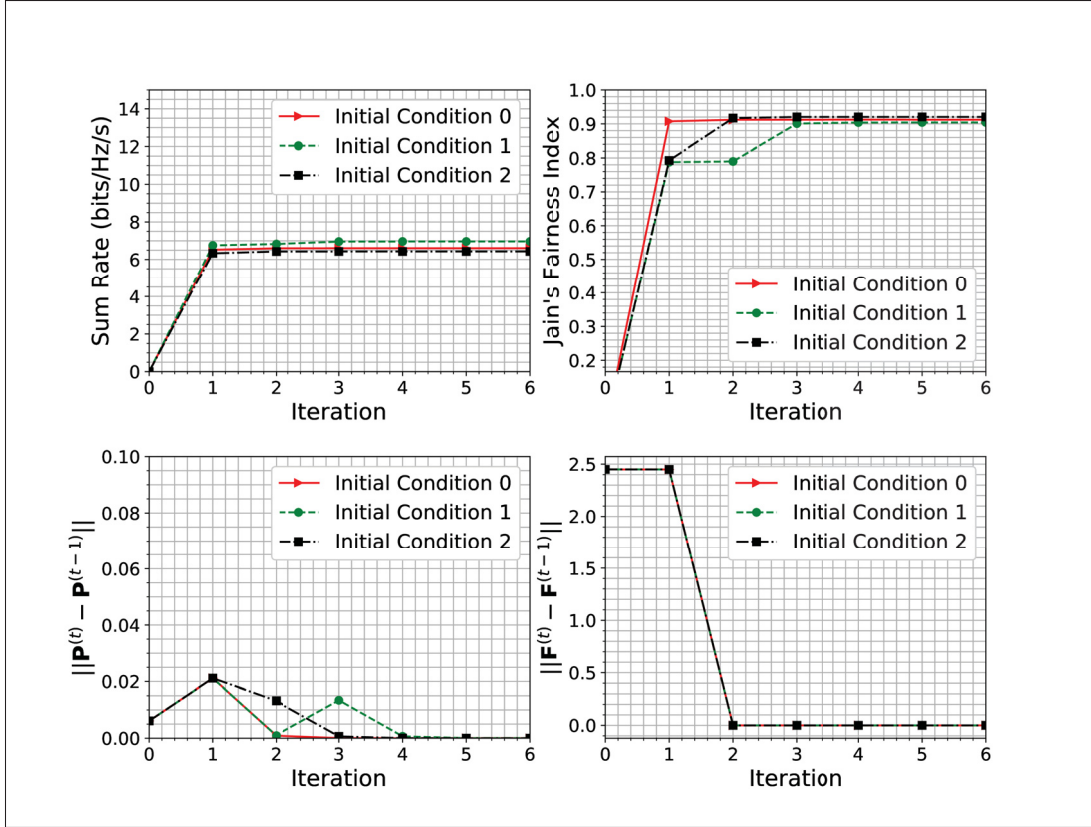 14
12
10
8
6
4
2
0
Sum Rate (bits/Hz/s)
Initial Condition 0
Initial Condition 1
Initial Condition 2
0 1 2 3 4 5 6
Iteration
1.0
0.9
0.8
0.7
0.6
0.5
0.4
0.3
0.2
Jain's Fairness Index
Initial Condition 0
Initial Condition 1
Initial Condition 2
0 1 2 3 4 5 6
Iteration
0.10
0.08
0.06
0.04
0.02
0.00
||P^(t) − P^(t−1)||
Initial Condition 0
Initial Condition 1
Initial Condition 2
0 1 2 3 4 5 6
Iteration
2.5
2.0
1.5
1.0
0.5
0.0
||F^(t) − F^(t−1)||
Initial Condition 0
Initial Condition 1
Initial Condition 2
0 1 2 3 4 5 6
Iteration